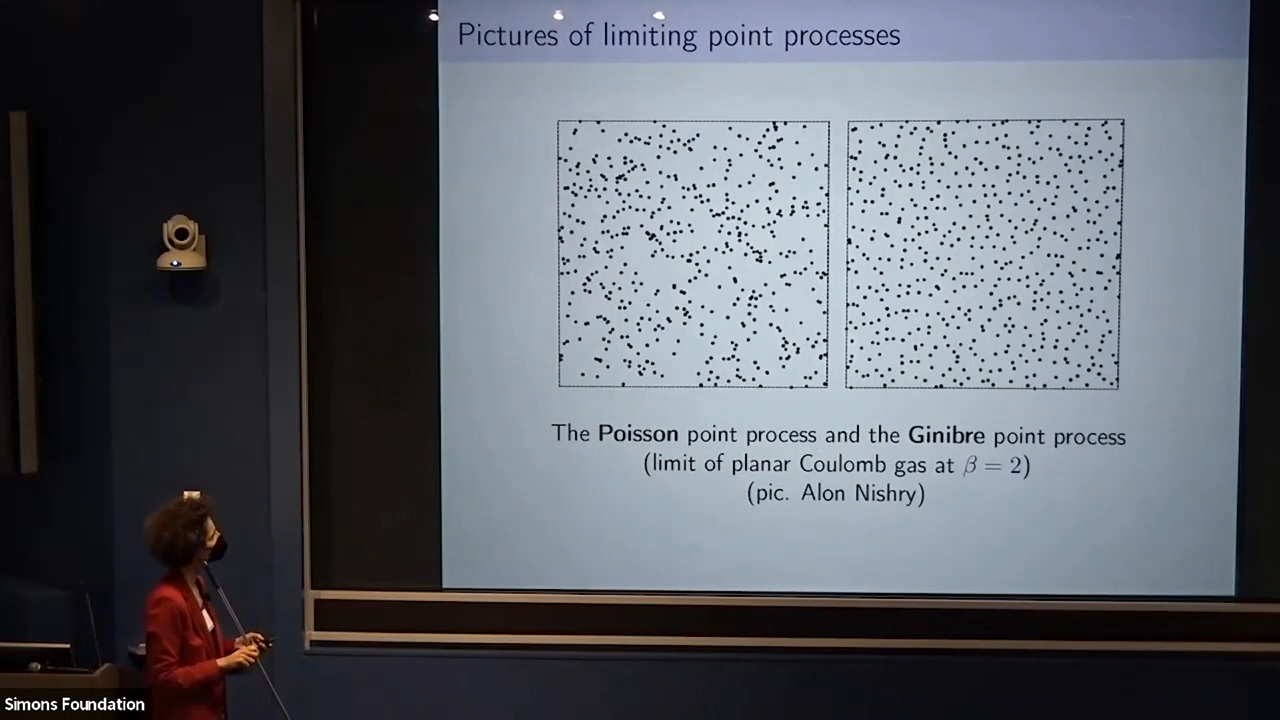 Pictures of limiting point processes
The Poisson point process and the Ginibre point process
(limit of planar Coulomb gas at β = 2)
(pic. Alon Nishry)
Simons Foundation